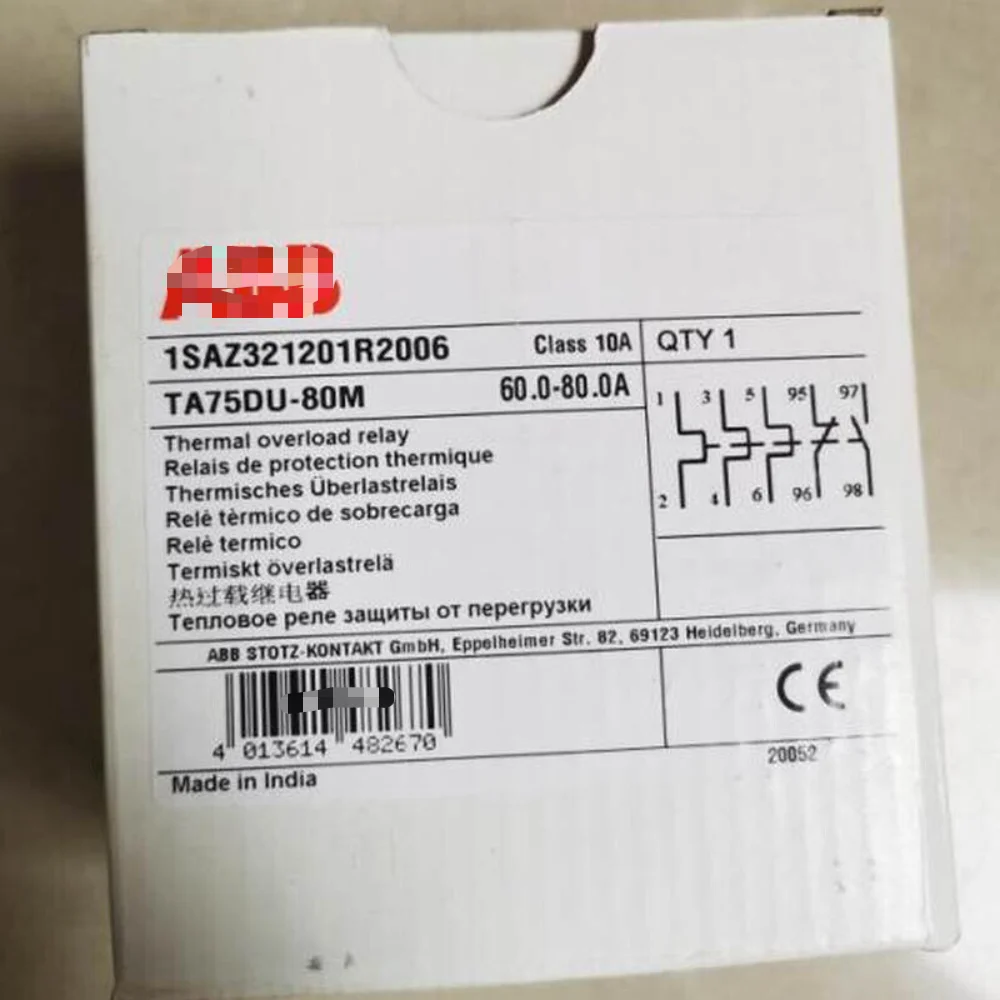 1SAZ321201R2006 Class 10A QTY 1
TA75DU-80M 60.0-80.0A
1 3 5 95 97
2 4 6 96 98
Thermal overload relay
Relais de protection thermique
Thermisches Überlastrelais
Relè tèrmico de sobrecarga
Relè termico
Termiskt överlastrelä
热过载继电器
Тепловое реле защиты от перегрузки
ABB STOTZ-KONTAKT GmbH, Eppelheimer Str. 82, 69123 Heidelberg, Germany
CE
4 013614 482670
20052
Made in India